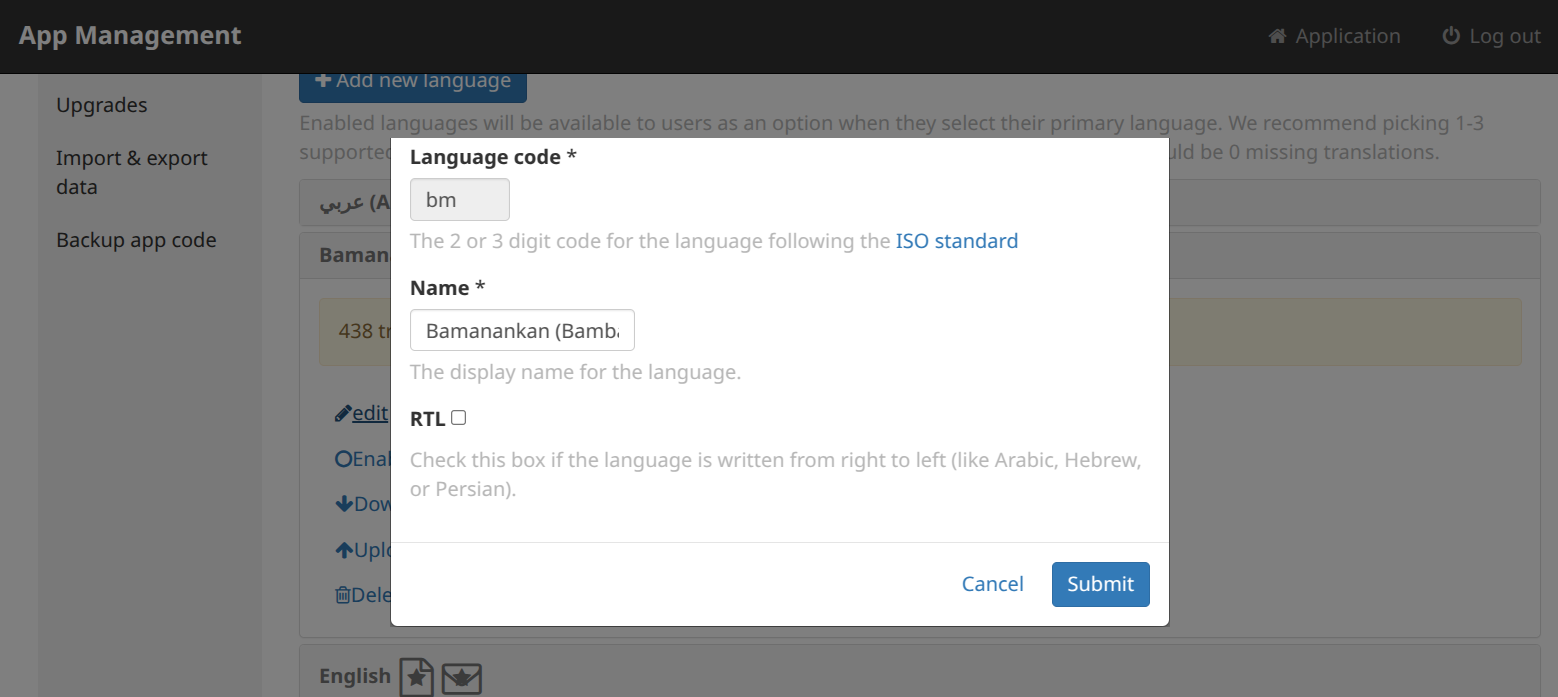 App Management
Application
Log out
Upgrades
Import & export
data
Backup app code
Add new language
Enabled languages will be available to users as an option when they select their primary language. We recommend picking 1-3
supported
uld be 0 missing translations.
عربي (A
Baman
438 tr
edit
Enal
Dow
Uplo
Dele
English
Language code *
bm
The 2 or 3 digit code for the language following the ISO standard
Name *
Bamanankan (Bamba
The display name for the language.
RTL
Check this box if the language is written from right to left (like Arabic, Hebrew,
or Persian).
Cancel
Submit